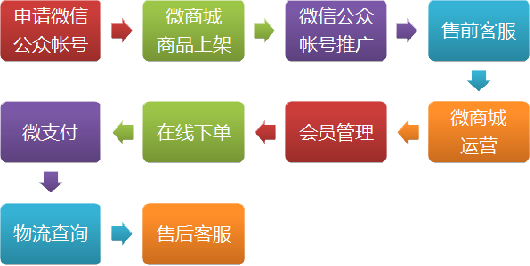 申请微信
公众帐号
微商城
商品上架
微信公众
帐号推广
售前客服
微商城
运营
会员管理
在线下单
微支付
物流查询
售后客服